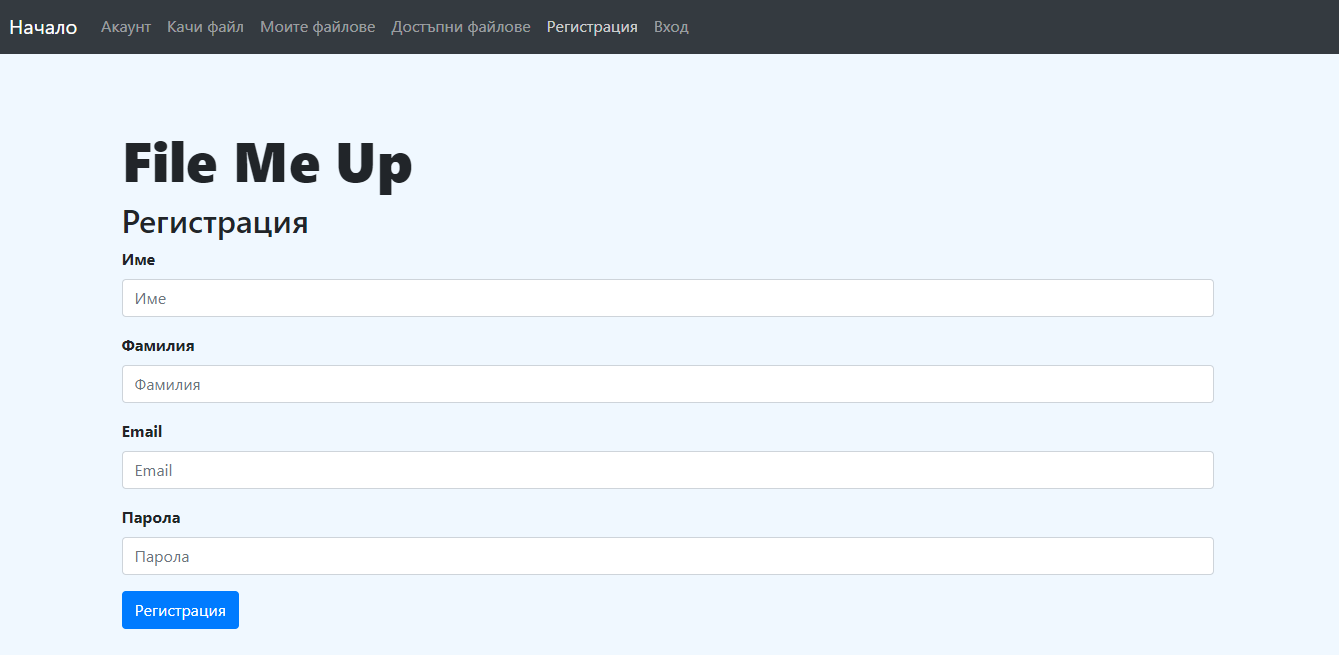 Начало Акаунт Качи файл Моите файлове Достъпни файлове Регистрация Вход
File Me Up
Регистрация
Име
Име
Фамилия
Фамилия
Email
Email
Парола
Парола
Регистрация